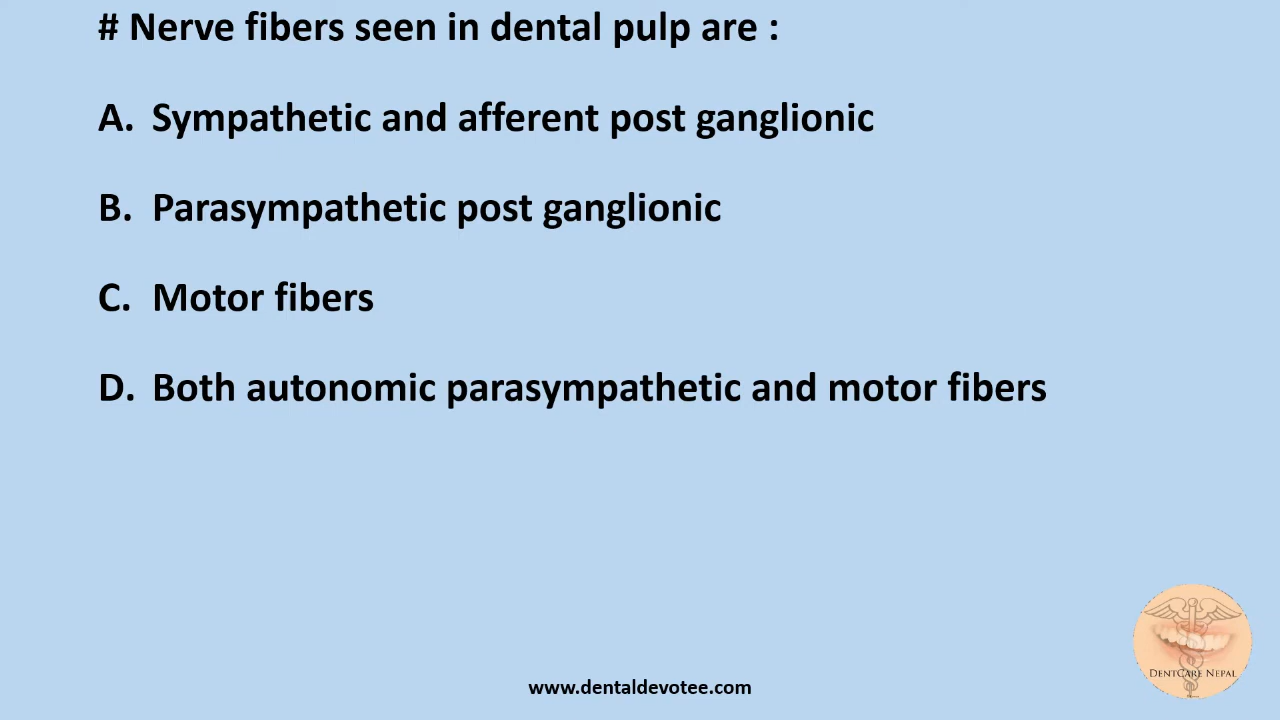 # Nerve fibers seen in dental pulp are :
A. Sympathetic and afferent post ganglionic
B. Parasympathetic post ganglionic
C. Motor fibers
D. Both autonomic parasympathetic and motor fibers
DENTCARE NEPAL
www.dentaldevotee.com